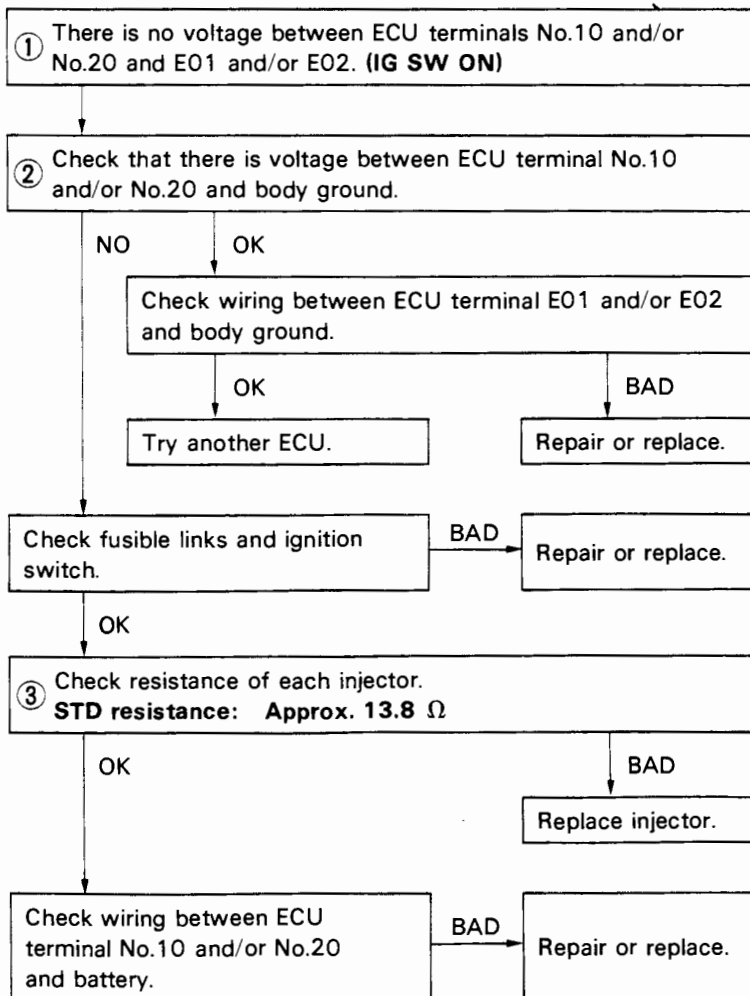 ① There is no voltage between ECU terminals No.10 and/or
No.20 and E01 and/or E02. (IG SW ON)
② Check that there is voltage between ECU terminal No.10
and/or No.20 and body ground.
NO
OK
Check wiring between ECU terminal E01 and/or E02
and body ground.
OK
BAD
Try another ECU.
Repair or replace.
Check fusible links and ignition
switch.
BAD
Repair or replace.
OK
③ Check resistance of each injector.
STD resistance: Approx. 13.8 Ω
OK
BAD
Replace injector.
Check wiring between ECU
terminal No.10 and/or No.20
and battery.
BAD
Repair or replace.